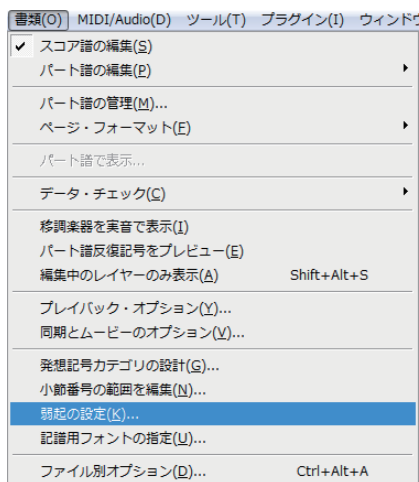 書類(O) MIDI/Audio(D) ツール(T) プラグイン(I) ウィンド
スコア譜の編集(S)
パート譜の編集(P)
パート譜の管理(M)...
ページ・フォーマット(F)
パート譜で表示...
データ・チェック(C)
移調楽器を実音で表示(I)
パート譜反復記号をプレビュー(E)
編集中のレイヤーのみ表示(A) Shift+Alt+S
プレイバック・オプション(Y)...
同期とムービーのオプション(V)...
発想記号カテゴリの設計(G)...
小節番号の範囲を編集(N)...
弱起の設定(K)...
記譜用フォントの指定(U)...
ファイル別オプション(D)... Ctrl+Alt+A